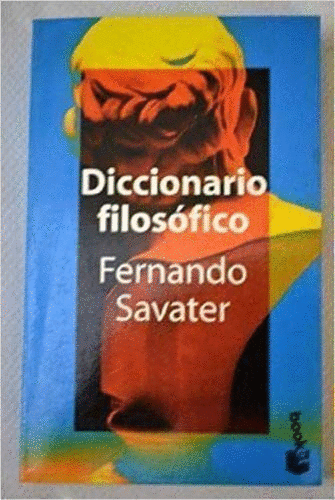 Diccionario
filosófico
Fernando
Savater
booket